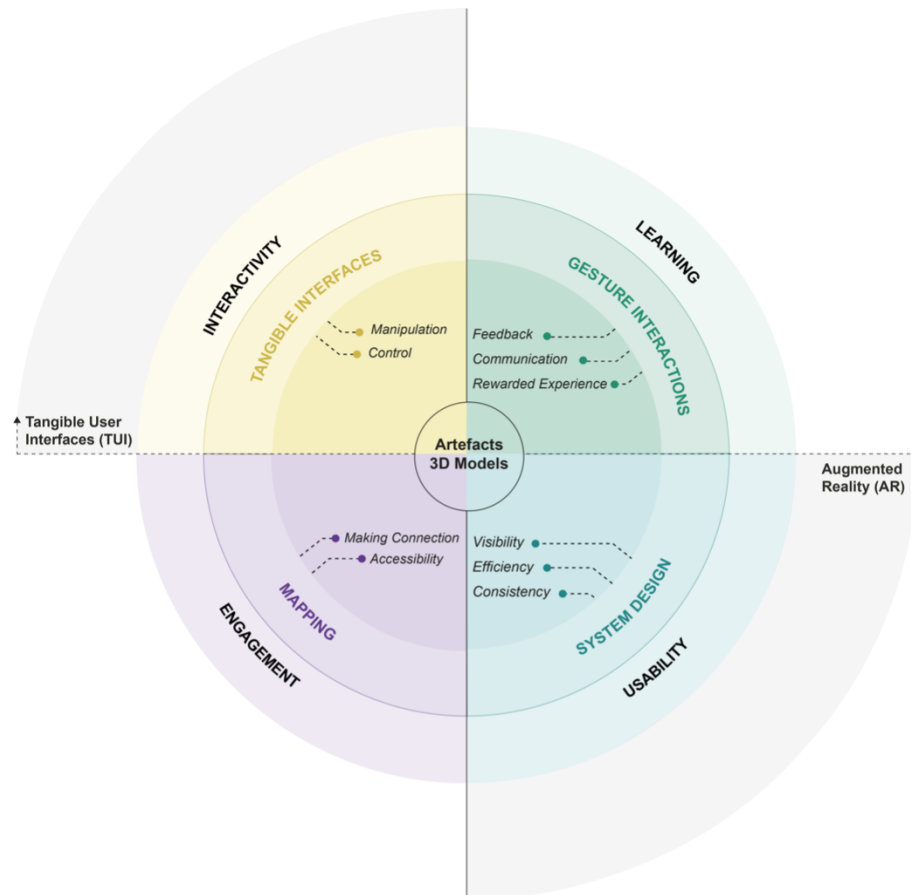 INTERACTIVITY
TANGIBLE INTERFACES
Manipulation
Control
LEARNING
GESTURE INTERACTIONS
Feedback
Communication
Rewarded Experience
Tangible User
Interfaces (TUI)
Artefacts
3D Models
Augmented
Reality (AR)
Making Connection
Accessibility
MAPPING
ENGAGEMENT
Visibility
Efficiency
Consistency
SYSTEM DESIGN
USABILITY